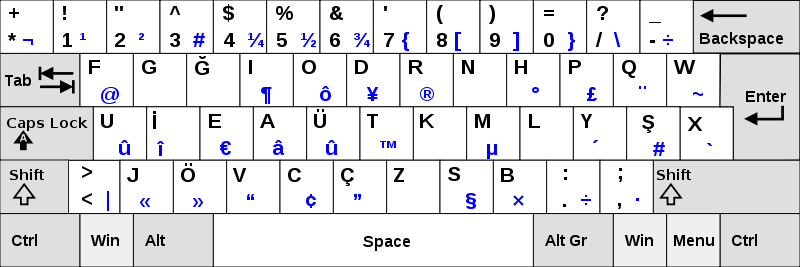 + ! " ^ $ % & ' ( ) = ? _
* ¬ 1 ¹ 2 ² 3 # 4 ¼ 5 ½ 6 ¾ 7 { 8 [ 9 ] 0 } / \ - ÷ Backspace
Tab F G Ğ I O D R N H P Q W
@ ¶ ô ¥ ® ° £ ¨ ~ Enter
Caps Lock U İ E A Ü T K M L Y Ş X
A û î € â û ™ µ ´ # `
Shift > J Ö V C Ç Z S B : ; Shift
< | « » “ ¢ ” § × . ÷ , ·
Ctrl Win Alt Space Alt Gr Win Menu Ctrl